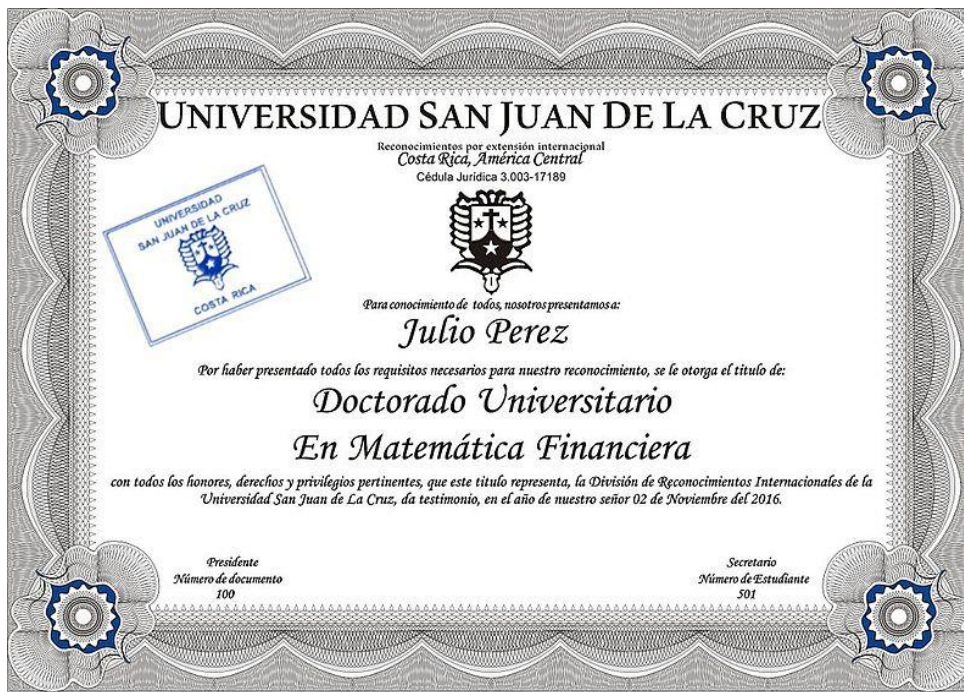 UNIVERSIDAD SAN JUAN DE LA CRUZ
Reconocimientos por extensión internacional
Costa Rica, América Central
Cédula Jurídica 3.003-17189
UNIVERSIDAD
SAN JUAN DE LA CRUZ
COSTA RICA
Para conocimiento de todos, nosotros presentamos a:
Julio Perez
Por haber presentado todos los requisitos necesarios para nuestro reconocimiento, se le otorga el titulo de:
Doctorado Universitario
En Matemática Financiera
con todos los honores, derechos y privilegios pertinentes, que este titulo representa, la División de Reconocimientos Internacionales de la
Universidad San Juan de La Cruz, da testimonio, en el año de nuestro señor 02 de Noviembre del 2016.
Presidente
Número de documento
100
Secretario
Número de Estudiante
501